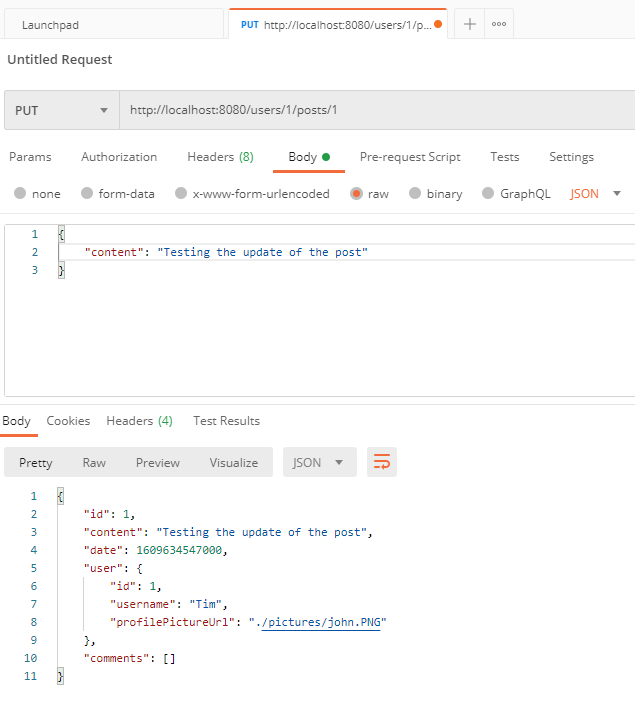 Launchpad
PUT http://localhost:8080/users/1/p...
Untitled Request
PUT http://localhost:8080/users/1/posts/1
Params Authorization Headers (8) Body Pre-request Script Tests Settings
none form-data x-www-form-urlencoded raw binary GraphQL JSON
1 {
2 "content": "Testing the update of the post"
3 }
Body Cookies Headers (4) Test Results
Pretty Raw Preview Visualize JSON
1 {
2 "id": 1,
3 "content": "Testing the update of the post",
4 "date": 1609634547000,
5 "user": {
6 "id": 1,
7 "username": "Tim",
8 "profilePictureUrl": "./pictures/john.PNG"
9 },
10 "comments": []
11 }